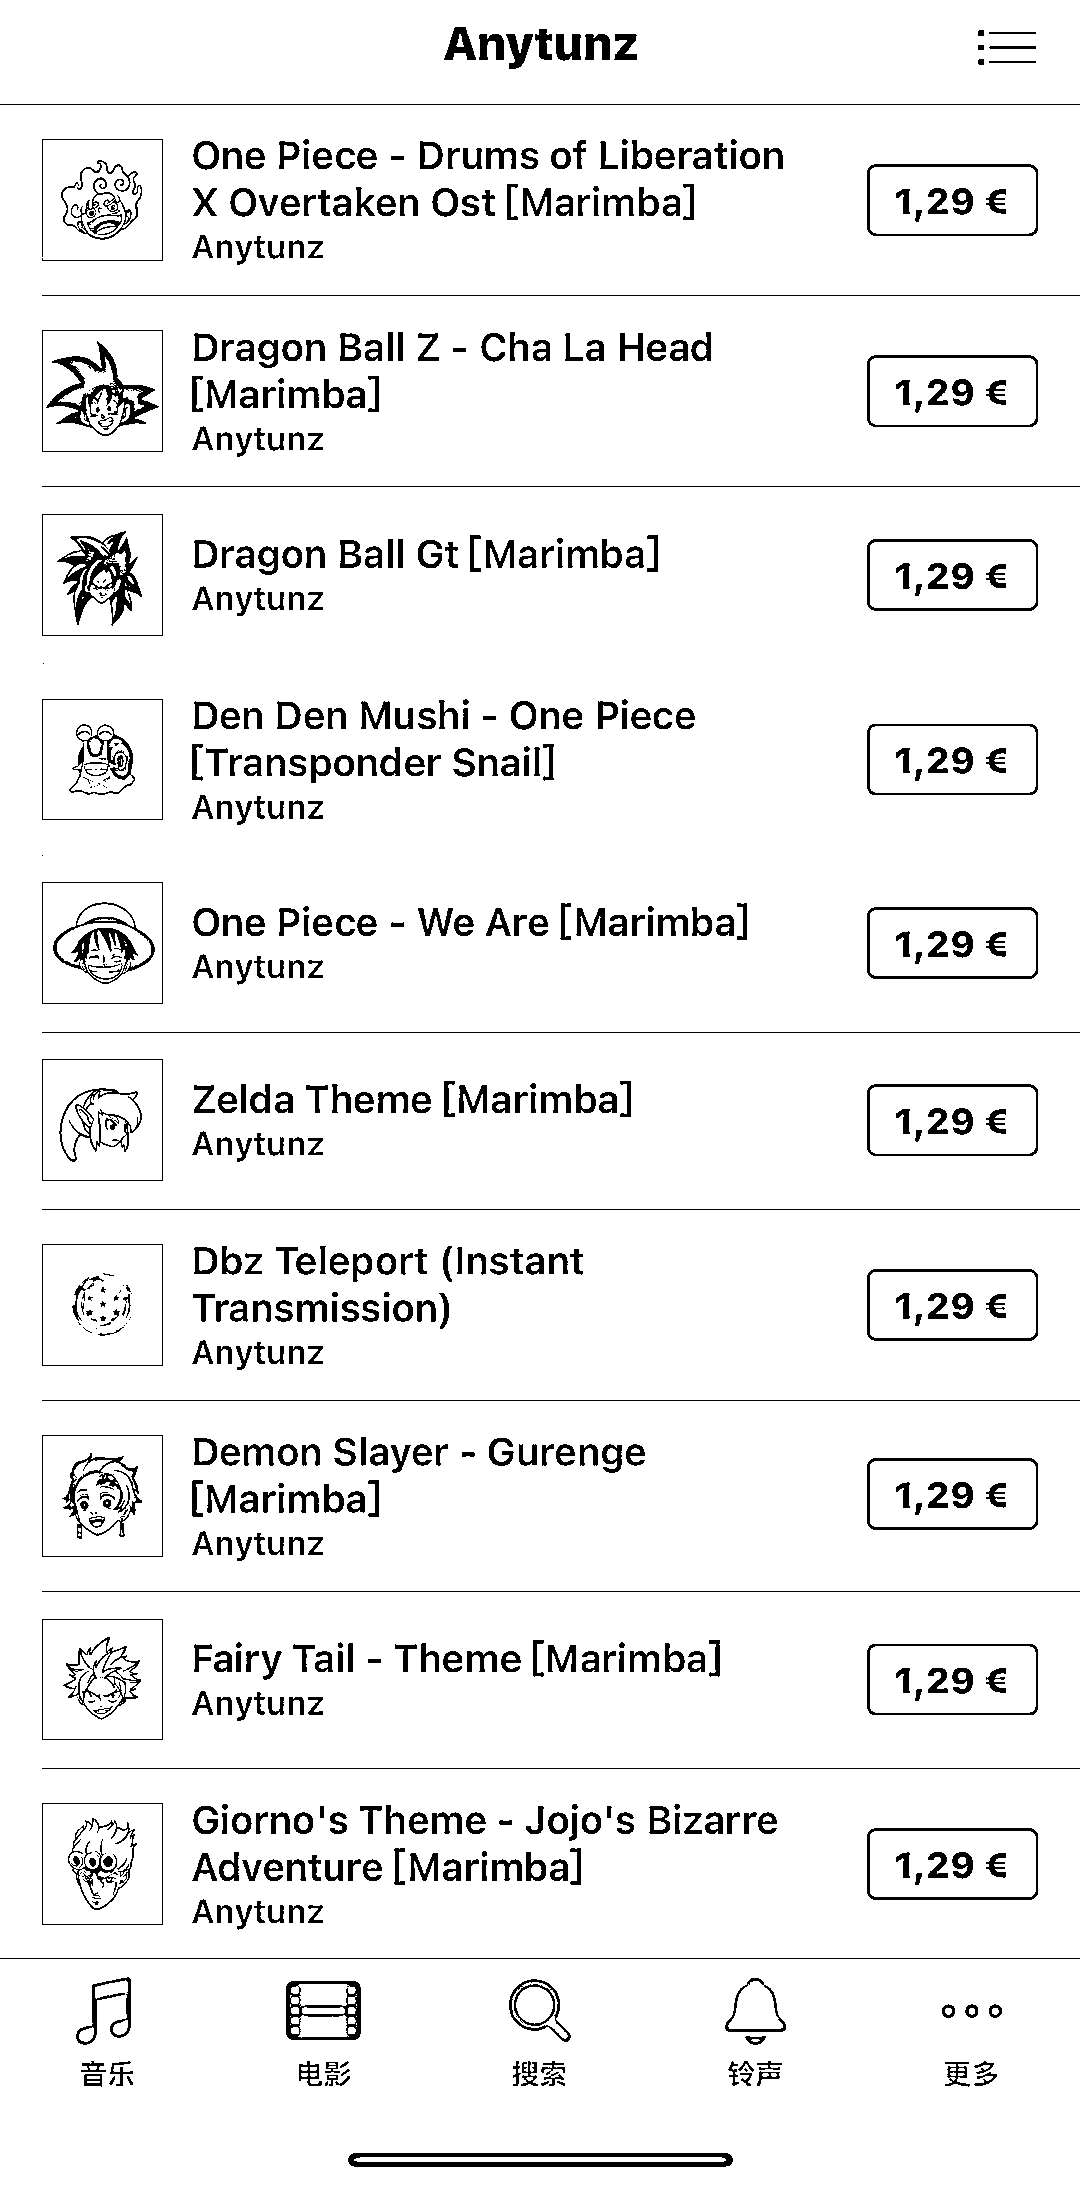 Anytunz
One Piece - Drums of Liberation
X Overtaken Ost [Marimba]
Anytunz
1,29 €
Dragon Ball Z - Cha La Head
[Marimba]
Anytunz
1,29 €
Dragon Ball Gt [Marimba]
Anytunz
1,29 €
Den Den Mushi - One Piece
[Transponder Snail]
Anytunz
1,29 €
One Piece - We Are [Marimba]
Anytunz
1,29 €
Zelda Theme [Marimba]
Anytunz
1,29 €
Dbz Teleport (Instant
Transmission)
Anytunz
1,29 €
Demon Slayer - Gurenge
[Marimba]
Anytunz
1,29 €
Fairy Tail - Theme [Marimba]
Anytunz
1,29 €
Giorno's Theme - Jojo's Bizarre
Adventure [Marimba]
Anytunz
1,29 €
音乐 电影 搜索 铃声 更多